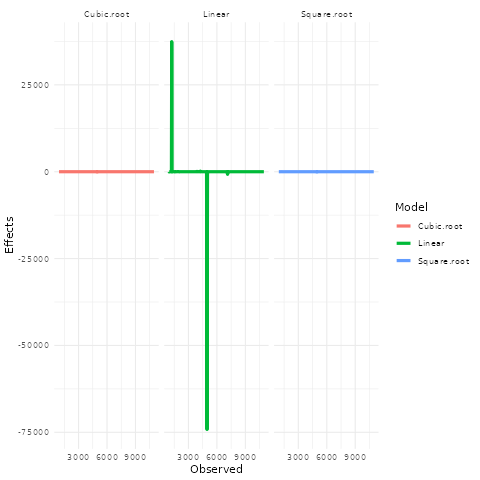 Cubic.root Linear Square.root
25000
0
-25000
-50000
-75000
Effects
3000 6000 9000 3000 6000 9000 3000 6000 9000
Observed
Model
Cubic.root
Linear
Square.root